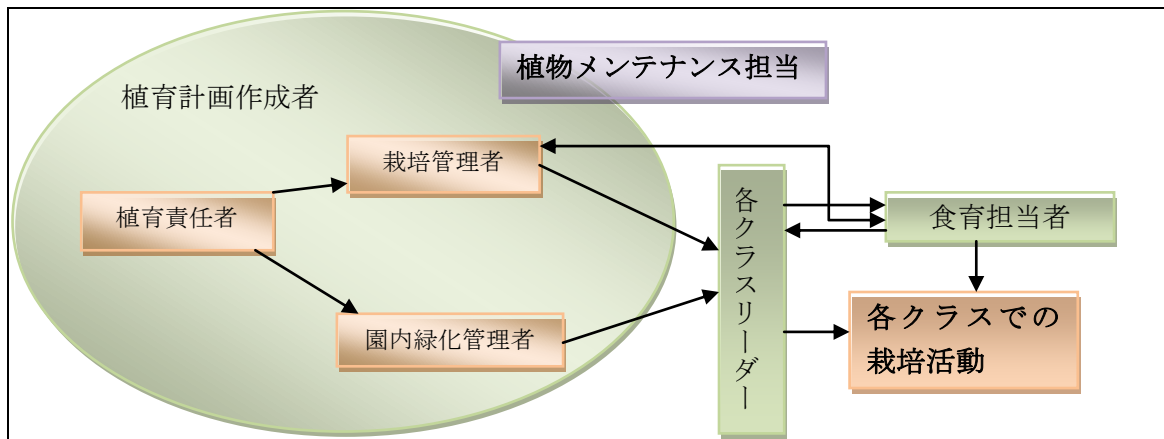 植物メンテナンス担当
植育計画作成者
栽培管理者
植育責任者
園内緑化管理者
各クラスリーダー
食育担当者
各クラスでの
栽培活動